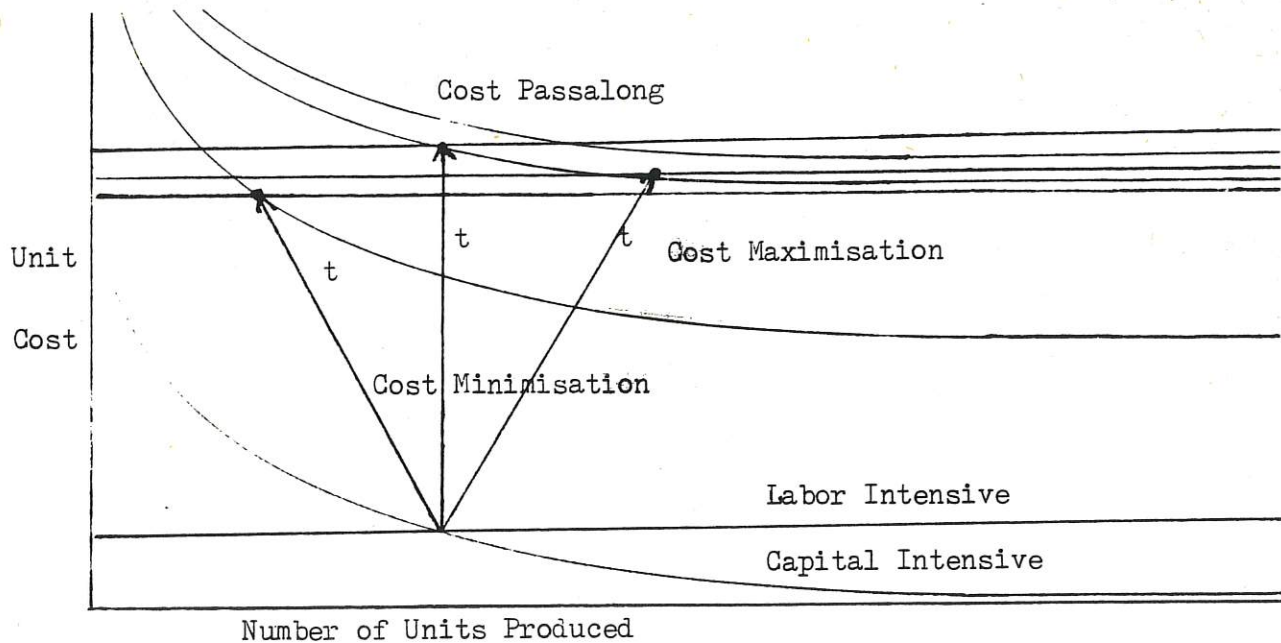 Cost Passalong
t
t
Cost Maximisation
Unit
t
Cost
Cost Minimisation
Labor Intensive
Capital Intensive
Number of Units Produced